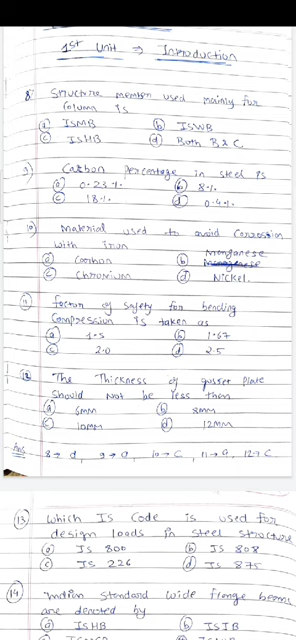 1st Unit ⇒ Introduction
8. Structure member used mainly for
Column Is
(a) ISMB (b) ISWB
(c) ISHB (d) Both B & C
9) Carbon percentage in steel Is
(a) 0.23 %. (b) 8%.
(c) 18%. (d) 0.4%.
10) Material used to avoid Corrossion
with iron
(a) Carbon (b) Manganese
(c) Chromium (d) Nickel.
11) factor of safety for bending
Compression Is taken as
(a) 1.5 (b) 1.67
(c) 2.0 (d) 2.5
12) The Thickness of gusset plate
Should Not be less than
(a) 6MM (b) 8MM
(c) 10MM (d) 12MM
Ans 8 → d, 9 → a, 10 → C, 11 → a, 12 → C
(13) Which Is Code is used for
design loads in steel structure
(a) IS 800 (b) IS 808
(c) IS 226 (d) IS 875
(14) Indian Standard wide flange beams
are denoted by
(a) ISHB (b) ISIB